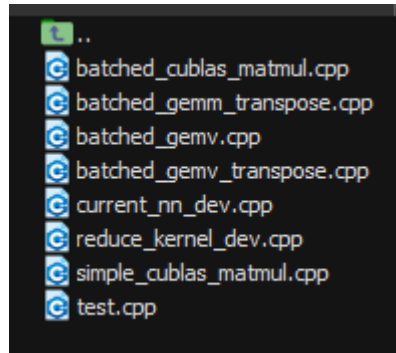 ..
batched_cublas_matmul.cpp
batched_gemm_transpose.cpp
batched_gemv.cpp
batched_gemv_transpose.cpp
current_nn_dev.cpp
reduce_kernel_dev.cpp
simple_cublas_matmul.cpp
test.cpp